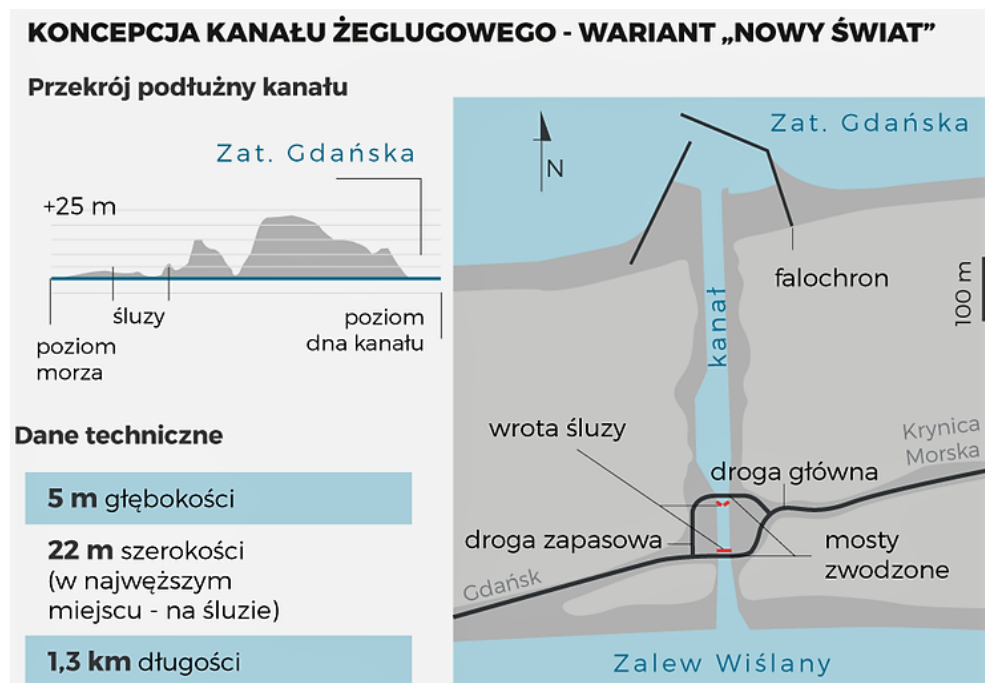 KONCEPCJA KANAŁU ŻEGLUGOWEGO - WARIANT „NOWY ŚWIAT”
Przekrój podłużny kanału
Zat. Gdańska
+25 m
śluzy
poziom
morza
poziom
dna kanału
Dane techniczne
5 m głębokości
22 m szerokości
(w najwęższym
miejscu - na śluzie)
1,3 km długości
Zat. Gdańska
N
falochron
100 m
kanał
wrota śluzy
Krynica
Morska
droga główna
droga zapasowa
mosty
zwodzone
Gdańsk
Zalew Wiślany